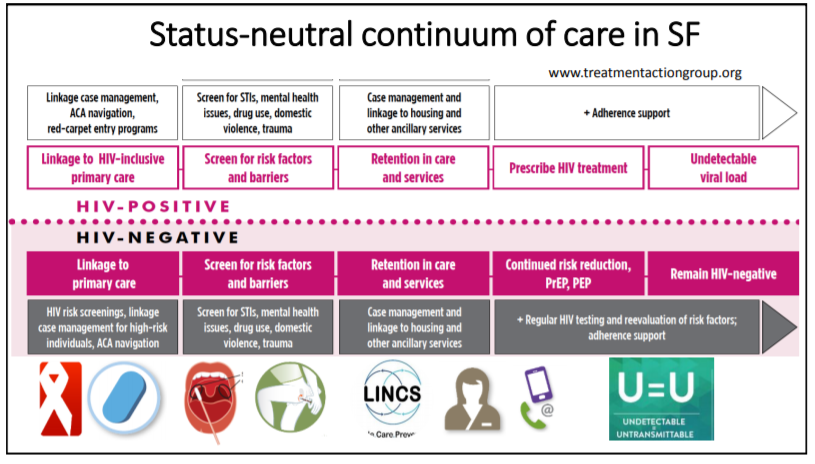 Status-neutral continuum of care in SF
www.treatmentactiongroup.org
Linkage case management,
ACA navigation,
red-carpet entry programs
Screen for STIs, mental health
issues, drug use, domestic
violence, trauma
Case management and
linkage to housing and
other ancillary services
+ Adherence support
Linkage to HIV-inclusive
primary care
Screen for risk factors
and barriers
Retention in care
and services
Prescribe HIV treatment
Undetectable
viral load
HIV-POSITIVE
HIV-NEGATIVE
Linkage to
primary care
Screen for risk factors
and barriers
Retention in care
and services
Continued risk reduction,
PrEP, PEP
Remain HIV-negative
HIV risk screenings, linkage
case management for high-risk
individuals, ACA navigation
Screen for STIs, mental health
issues, drug use, domestic
violence, trauma
Case management and
linkage to housing and
other ancillary services
+ Regular HIV testing and reevaluation of risk factors;
adherence support
LINCS
In Care.Preve
@
U=U
UNDETECTABLE
=
UNTRANSMITTABLE